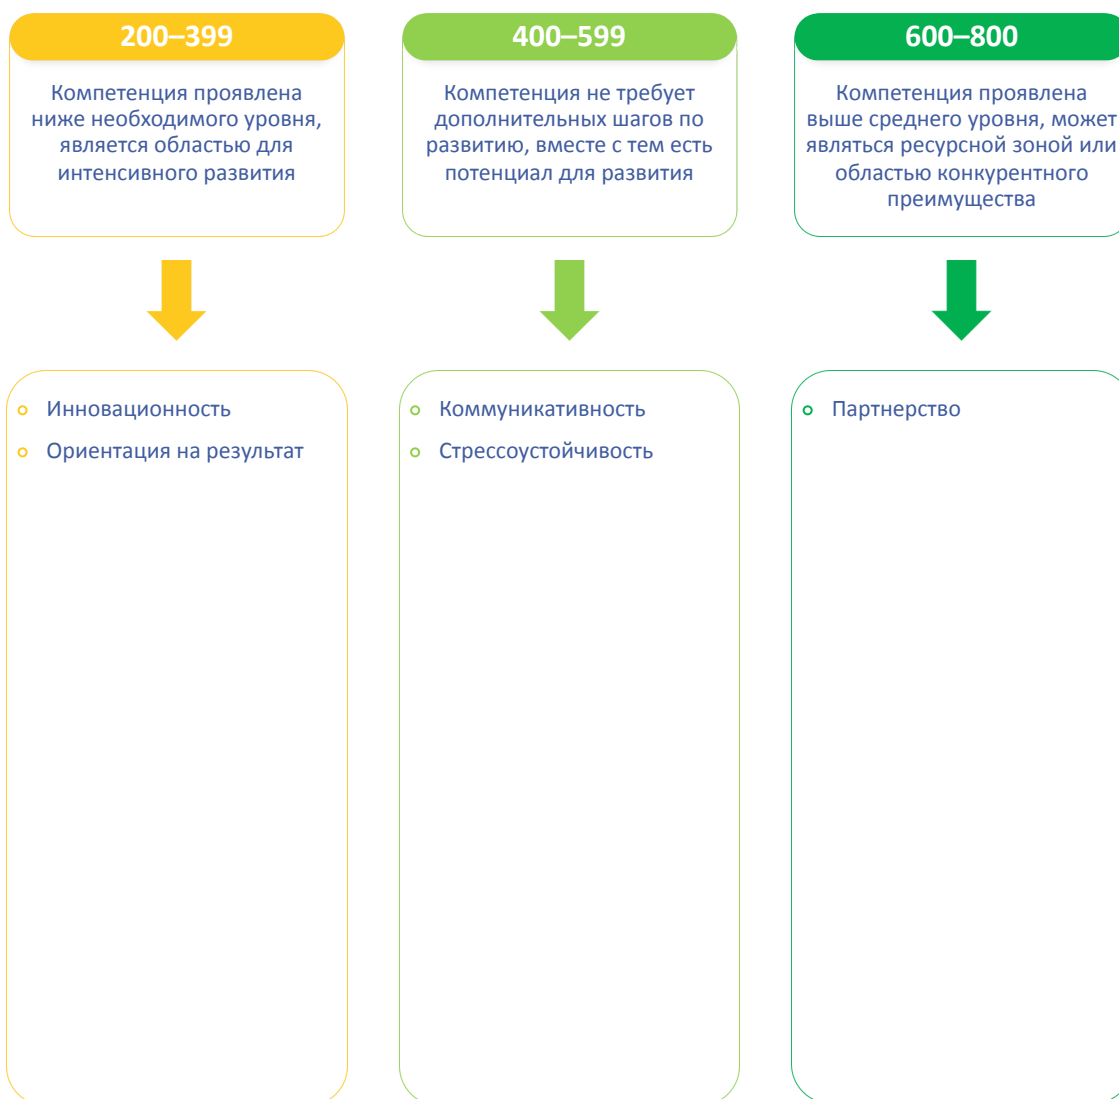 200–399
Компетенция проявлена
ниже необходимого уровня,
является областью для
интенсивного развития
400–599
Компетенция не требует
дополнительных шагов по
развитию, вместе с тем есть
потенциал для развития
600–800
Компетенция проявлена
выше среднего уровня, может
являться ресурсной зоной или
областью конкурентного
преимущества
Инновационность
Ориентация на результат
Коммуникативность
Стрессоустойчивость
Партнерство